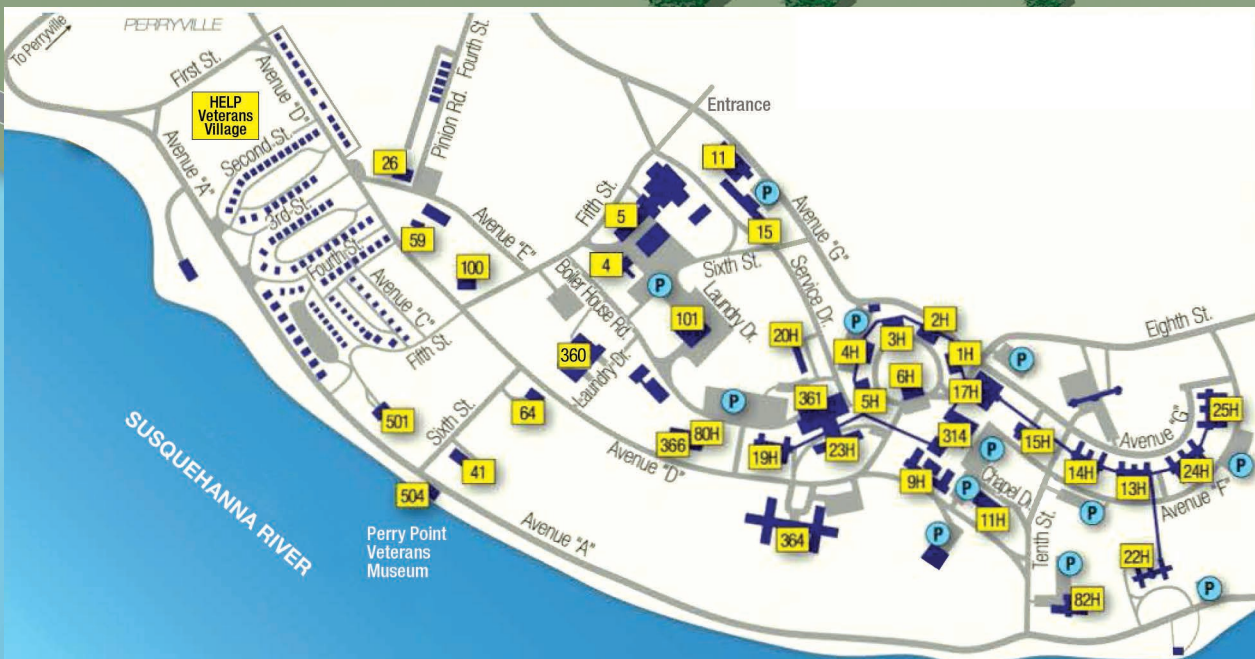 PERRYVILLE
To Perryville
First St.
Avenue "D"
Fourth St.
Pinion Rd.
HELP
Veterans
Village
Entrance
Avenue "A"
Second St.
26
11
P
3rd St.
Fifth St.
5
15
Avenue "G"
59
Avenue "E"
Fourth St.
100
4
Sixth St.
P
Service Dr.
Boiler House Rd.
Laundry Dr.
Avenue "C"
101
20H
P
4H
3H
2H
1H
Eighth St.
Fifth St.
360
Laundry Dr.
6H
17H
P
P
361
5H
25H
501
Sixth St.
64
366
80H
19H
23H
314
15H
Avenue "G"
P
14H
13H
24H
P
SUSQUEHANNA RIVER
41
Avenue "D"
9H
P
Chapel Dr.
11H
Avenue "F"
504
Avenue "A"
364
P
P
Tenth St.
Perry Point
Veterans
Museum
P
22H
82H
P